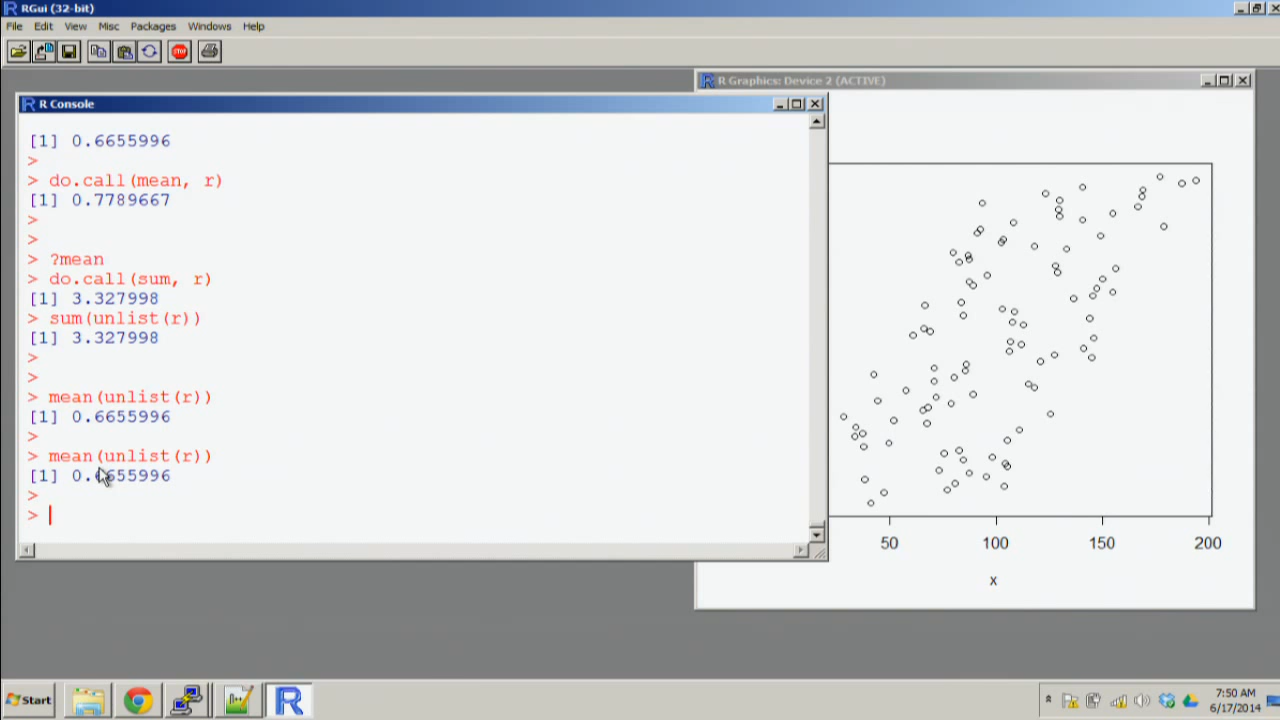 RGui (32-bit)
File Edit View Misc Packages Windows Help
STOP
R Graphics: Device 2 (ACTIVE)
R Console
[1] 0.6655996
>
> do.call(mean, r)
[1] 0.7789667
>
>
> ?mean
> do.call(sum, r)
[1] 3.327998
> sum(unlist(r))
[1] 3.327998
>
>
> mean(unlist(r))
[1] 0.6655996
>
> mean(unlist(r))
[1] 0.6655996
>
>
50 100 150 200
x
Start
7:50 AM
6/17/2014